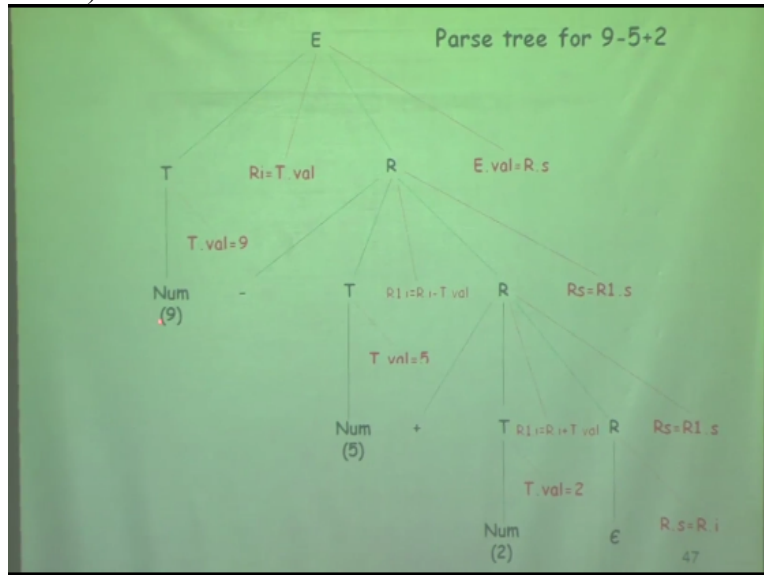 E
Parse tree for 9-5+2
T
Ri=T.val
R
E.val=R.s
T.val=9
Num
(9)
-
T
R1.i=R.i-T.val
R
Rs=R1.s
T.val=5
Num
(5)
+
T
R1.i=R.i+T.val
R
Rs=R1.s
T.val=2
Num
(2)
Є
R.s=R.i
47